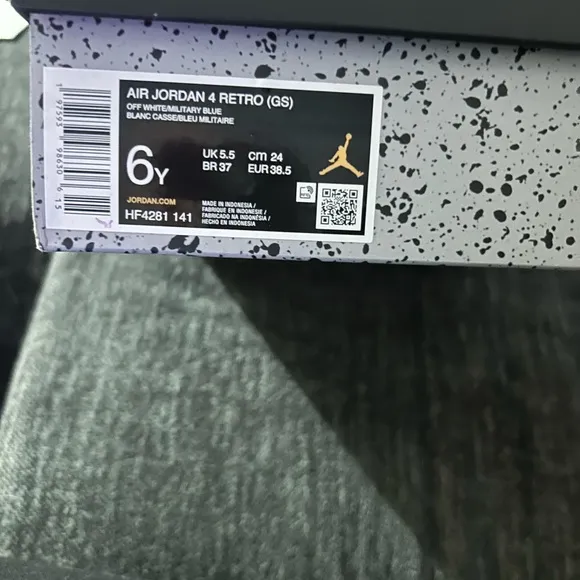 AIR JORDAN 4 RETRO (GS)
OFF WHITE/MILITARY BLUE
BLANC CASSE/BLEU MILITAIRE
6Y
UK 5.5 cm 24
BR 37 EUR 38.5
JORDAN.COM
HF4281 141
MADE IN INDONESIA /
FABRIQUE EN INDONESIE /
FABRICADO NA INDONÉSIA /
HECHO EN INDONESIA